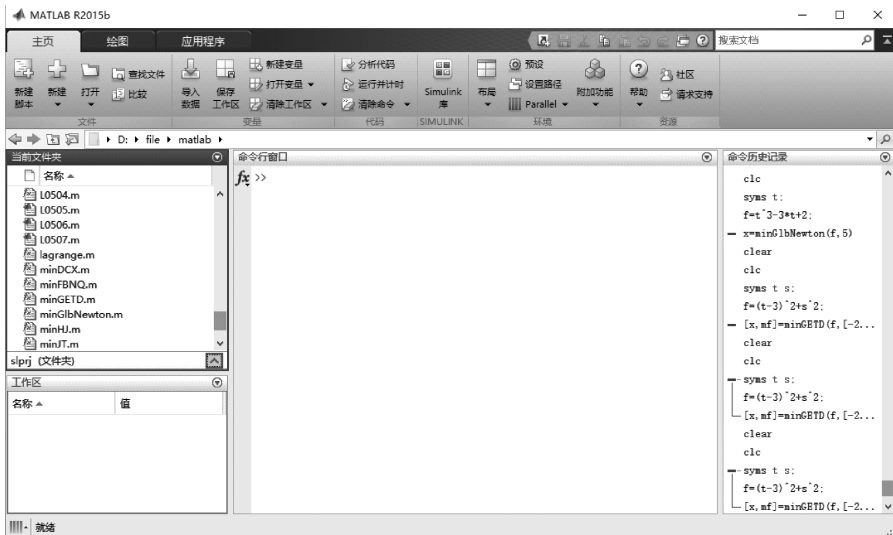 MATLAB R2015b
主页 绘图 应用程序
搜索文档
新建脚本
新建
打开
查找文件
比较
文件
导入数据
保存工作区
新建变量
打开变量
清除工作区
变量
分析代码
运行并计时
清除命令
代码
Simulink 库
SIMULINK
布局
预设
设置路径
Parallel
附加功能
环境
帮助
社区
请求支持
资源
D: file matlab
当前文件夹
名称
L0504.m
L0505.m
L0506.m
L0507.m
lagrange.m
minDCX.m
minFBNQ.m
minGETD.m
minGlbNewton.m
minHJ.m
minJT.m
slprj (文件夹)
工作区
名称 值
命令行窗口
fx >>
命令历史记录
clc
syms t;
f=t^3-3*t+2;
x=minGlbNewton(f,5)
clear
clc
syms t s;
f=(t-3)^2+s^2;
[x,mf]=minGETD(f,[-2...
clear
clc
syms t s;
f=(t-3)^2+s^2;
[x,mf]=minGETD(f,[-2...
clear
clc
syms t s;
f=(t-3)^2+s^2;
[x,mf]=minGETD(f,[-2...
就绪